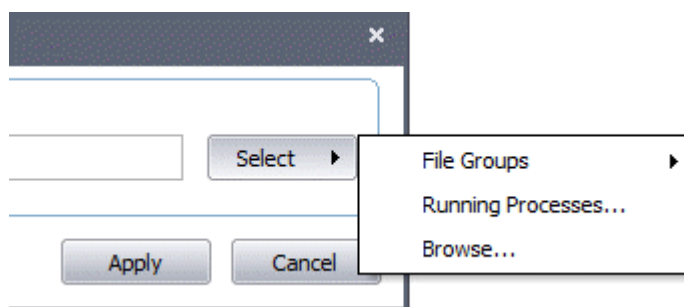 Select
File Groups
Running Processes...
Browse...
Apply
Cancel